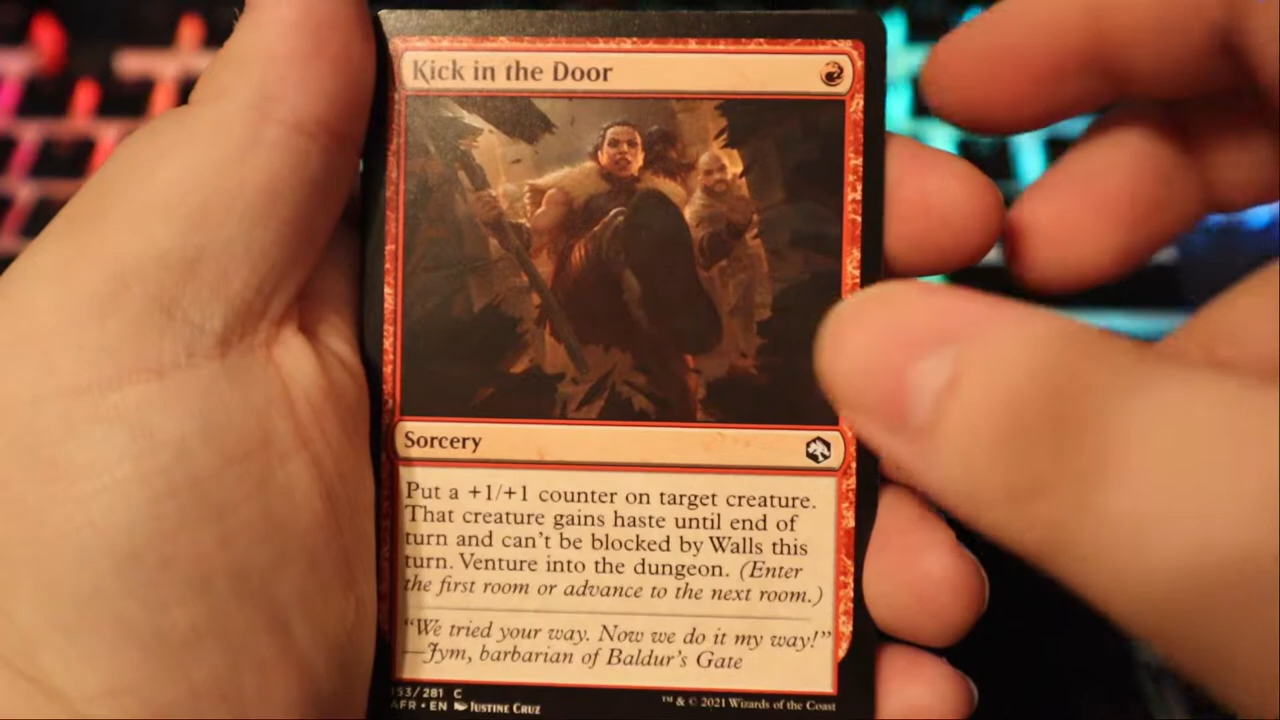 Kick in the Door
Sorcery
Put a +1/+1 counter on target creature.
That creature gains haste until end of
turn and can't be blocked by Walls this
turn. Venture into the dungeon. (Enter
the first room or advance to the next room.)
“We tried your way. Now we do it my way!”
—Jym, barbarian of Baldur's Gate
153/281 C
AFR • EN Justine Cruz
™ & © 2021 Wizards of the Coast